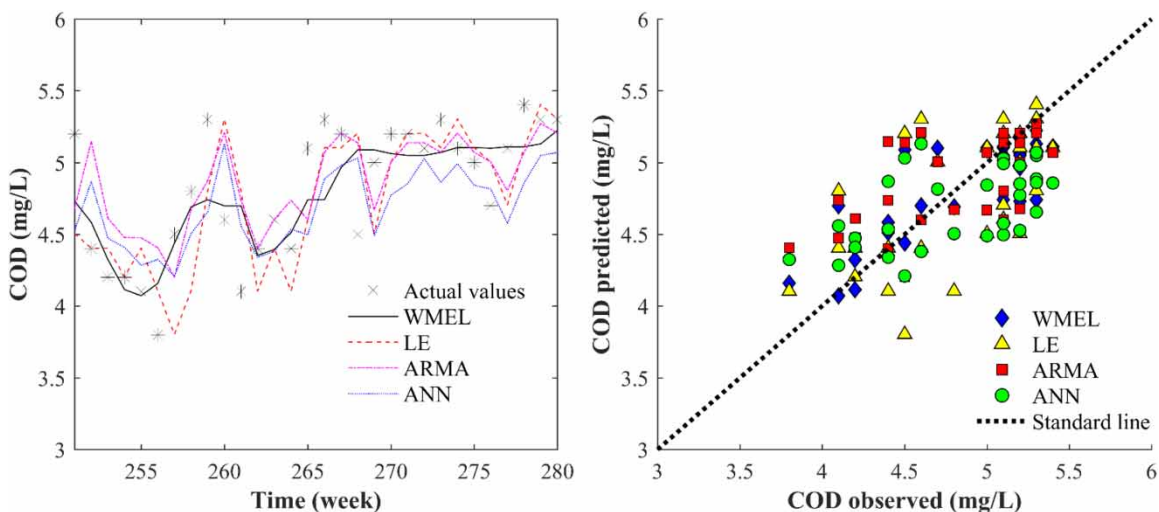 6
5.5
5
4.5
4
3.5
3
COD (mg/L)
255
260
265
270
275
280
Time (week)
Actual values
WMEL
LE
ARMA
ANN
6
5.5
5
4.5
4
3.5
3
COD predicted (mg/L)
3
3.5
4
4.5
5
5.5
6
COD observed (mg/L)
WMEL
LE
ARMA
ANN
Standard line